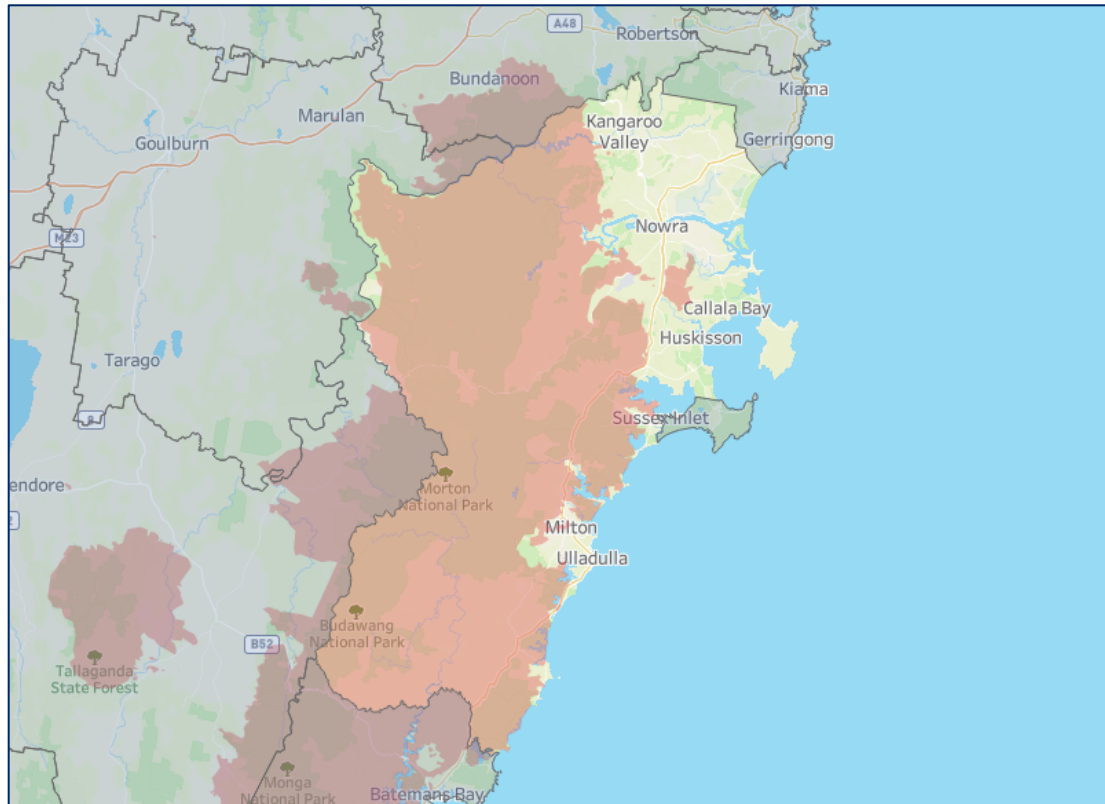 A48
Robertson
Bundanoon
Kiama
Marulan
Kangaroo
Valley
Goulburn
Gerringong
Nowra
M23
Callala Bay
Huskisson
Tarago
Sussex Inlet
endore
Morton
National Park
Milton
Ulladulla
Budawang
National Park
B52
Tallaganda
State Forest
Monga
National Park
Batemans Bay